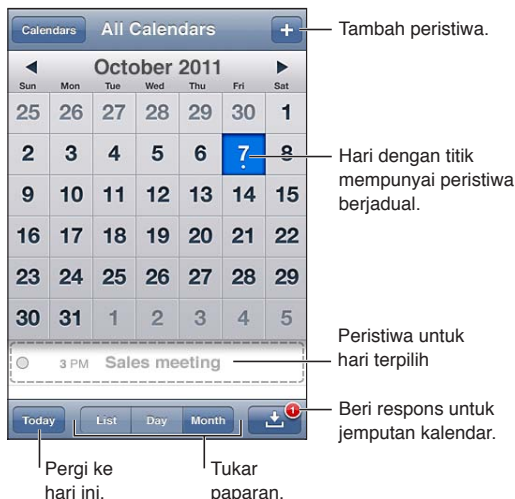 Calendars All Calendars +
Tambah peristiwa.
October 2011
Sun Mon Tue Wed Thu Fri Sat
25 26 27 28 29 30 1
2 3 4 5 6 7 8
Hari dengan titik
mempunyai peristiwa
berjadual.
9 10 11 12 13 14 15
16 17 18 19 20 21 22
23 24 25 26 27 28 29
30 31 1 2 3 4 5
3 PM Sales meeting
Peristiwa untuk
hari terpilih
Today List Day Month 1
Beri respons untuk
jemputan kalendar.
Pergi ke
hari ini.
Tukar
paparan.